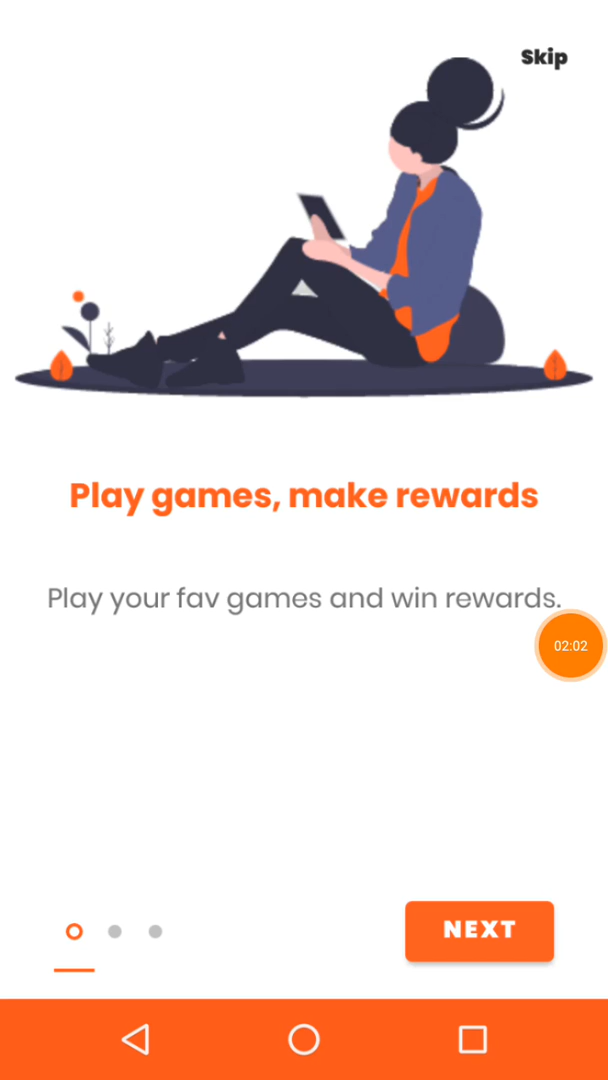 Skip
Play games, make rewards
Play your fav games and win rewards.
02:02
NEXT